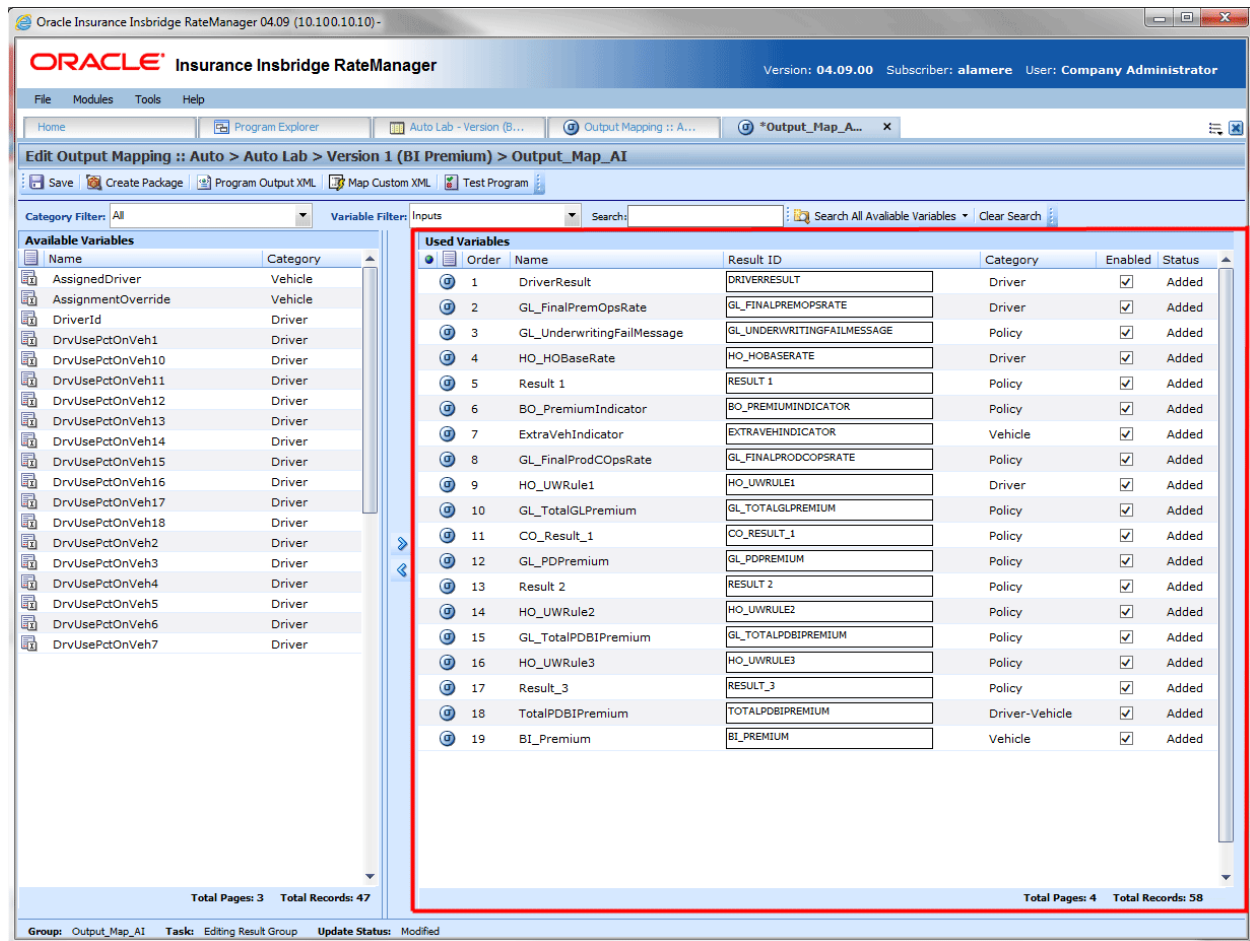 Oracle Insurance Insbridge RateManager 04.09 (10.100.10.10) -
ORACLE® Insurance Insbridge RateManager
Version: 04.09.00 Subscriber: alamere User: Company Administrator
File Modules Tools Help
Home Program Explorer Auto Lab - Version (B... Output Mapping :: A... *Output_Map_A... ×
Edit Output Mapping :: Auto > Auto Lab > Version 1 (BI Premium) > Output_Map_AI
Save Create Package Program Output XML Map Custom XML Test Program
Category Filter: All Variable Filter: Inputs Search: Search All Avaliable Variables Clear Search
Available Variables
Name Category
AssignedDriver Vehicle
AssignmentOverride Vehicle
DriverId Driver
DrvUsePctOnVeh1 Driver
DrvUsePctOnVeh10 Driver
DrvUsePctOnVeh11 Driver
DrvUsePctOnVeh12 Driver
DrvUsePctOnVeh13 Driver
DrvUsePctOnVeh14 Driver
DrvUsePctOnVeh15 Driver
DrvUsePctOnVeh16 Driver
DrvUsePctOnVeh17 Driver
DrvUsePctOnVeh18 Driver
DrvUsePctOnVeh2 Driver
DrvUsePctOnVeh3 Driver
DrvUsePctOnVeh4 Driver
DrvUsePctOnVeh5 Driver
DrvUsePctOnVeh6 Driver
DrvUsePctOnVeh7 Driver
Total Pages: 3 Total Records: 47
Used Variables
Order Name Result ID Category Enabled Status
1 DriverResult DRIVERRESULT Driver Added
2 GL_FinalPremOpsRate GL_FINALPREMOPSRATE Driver Added
3 GL_UnderwritingFailMessage GL_UNDERWRITINGFAILMESSAGE Policy Added
4 HO_HOBaseRate HO_HOBASERATE Driver Added
5 Result 1 RESULT 1 Policy Added
6 BO_PremiumIndicator BO_PREMIUMINDICATOR Policy Added
7 ExtraVehIndicator EXTRAVEHINDICATOR Vehicle Added
8 GL_FinalProdCOpsRate GL_FINALPRODCOPSRATE Policy Added
9 HO_UWRule1 HO_UWRULE1 Driver Added
10 GL_TotalGLPremium GL_TOTALGLPREMIUM Policy Added
11 CO_Result_1 CO_RESULT_1 Policy Added
12 GL_PDPremium GL_PDPREMIUM Policy Added
13 Result 2 RESULT 2 Policy Added
14 HO_UWRule2 HO_UWRULE2 Policy Added
15 GL_TotalPDBIPremium GL_TOTALPDBIPREMIUM Policy Added
16 HO_UWRule3 HO_UWRULE3 Policy Added
17 Result_3 RESULT_3 Policy Added
18 TotalPDBIPremium TOTALPDBIPREMIUM Driver-Vehicle Added
19 BI_Premium BI_PREMIUM Vehicle Added
Total Pages: 4 Total Records: 58
Group: Output_Map_AI Task: Editing Result Group Update Status: Modified